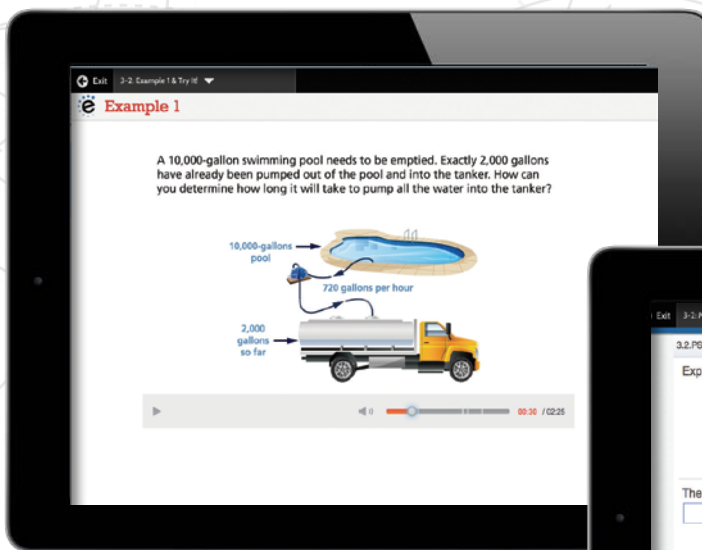 Exit 3-2: Example 1 & Try It!
e Example 1
A 10,000-gallon swimming pool needs to be emptied. Exactly 2,000 gallons
have already been pumped out of the pool and into the tanker. How can
you determine how long it will take to pump all the water into the tanker?
10,000-gallons
pool
720 gallons per hour
2,000
gallons
so far
00:30 / 02:25
Exit
3.2.PS
Exp
The